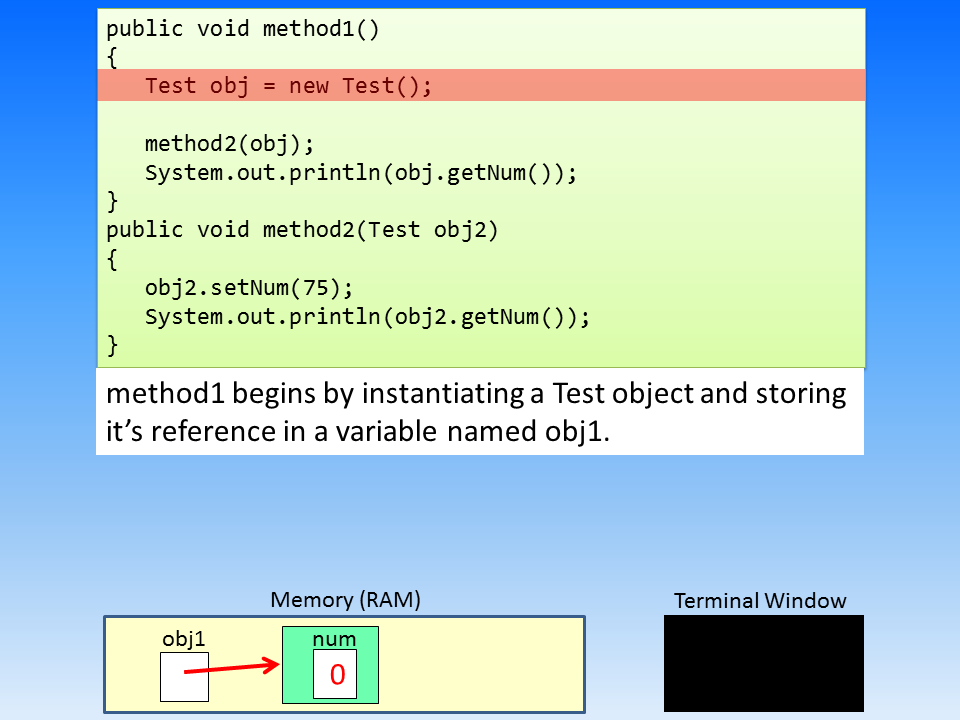 public void method1()
{
   Test obj = new Test();
   method2(obj);
   System.out.println(obj.getNum());
}
public void method2(Test obj2)
{
   obj2.setNum(75);
   System.out.println(obj2.getNum());
}
method1 begins by instantiating a Test object and storing
it’s reference in a variable named obj1.
Memory (RAM)
Terminal Window
obj1
num
0